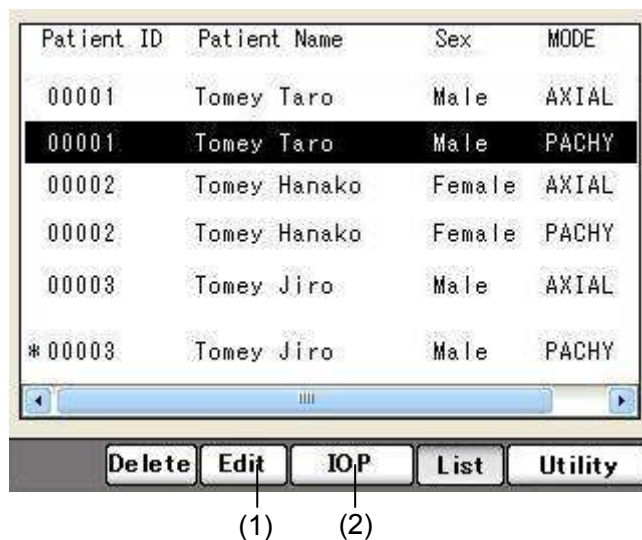 Patient ID Patient Name Sex MODE
00001 Tomey Taro Male AXIAL
00001 Tomey Taro Male PACHY
00002 Tomey Hanako Female AXIAL
00002 Tomey Hanako Female PACHY
00003 Tomey Jiro Male AXIAL
*00003 Tomey Jiro Male PACHY
Delete Edit IOP List Utility
(1) (2)